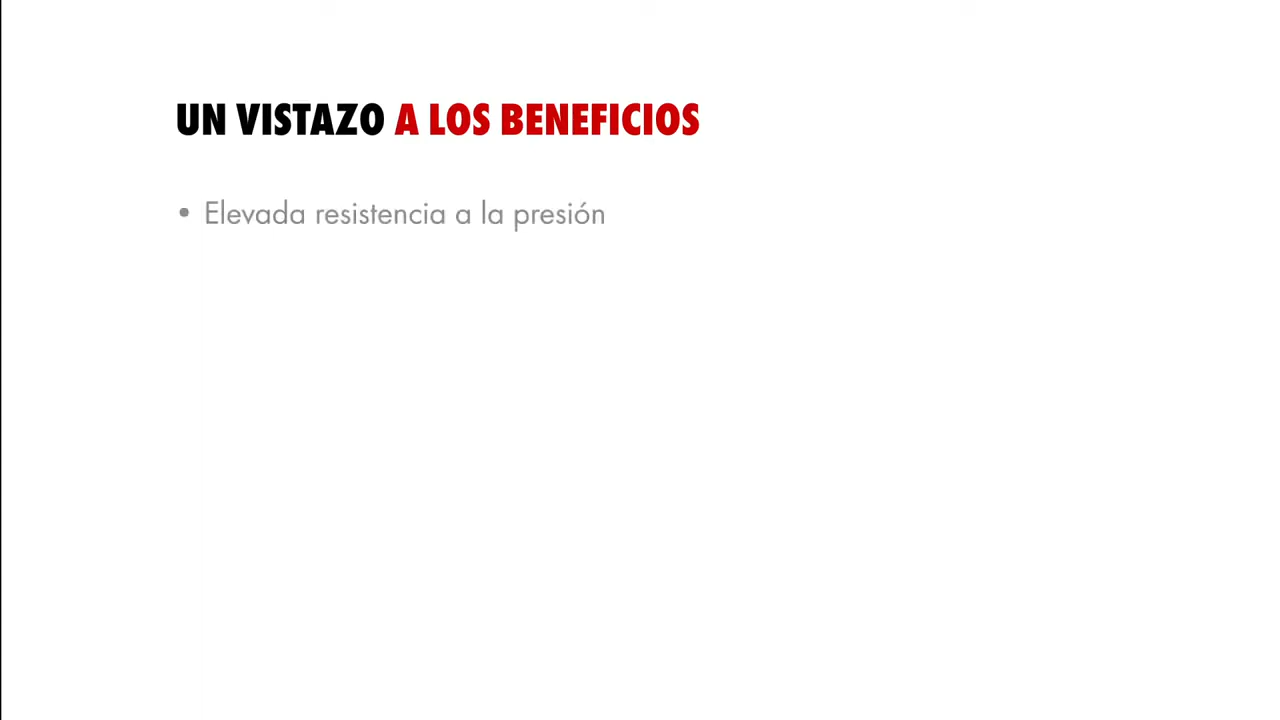 UN VISTAZO A LOS BENEFICIOS
• Elevada resistencia a la presión